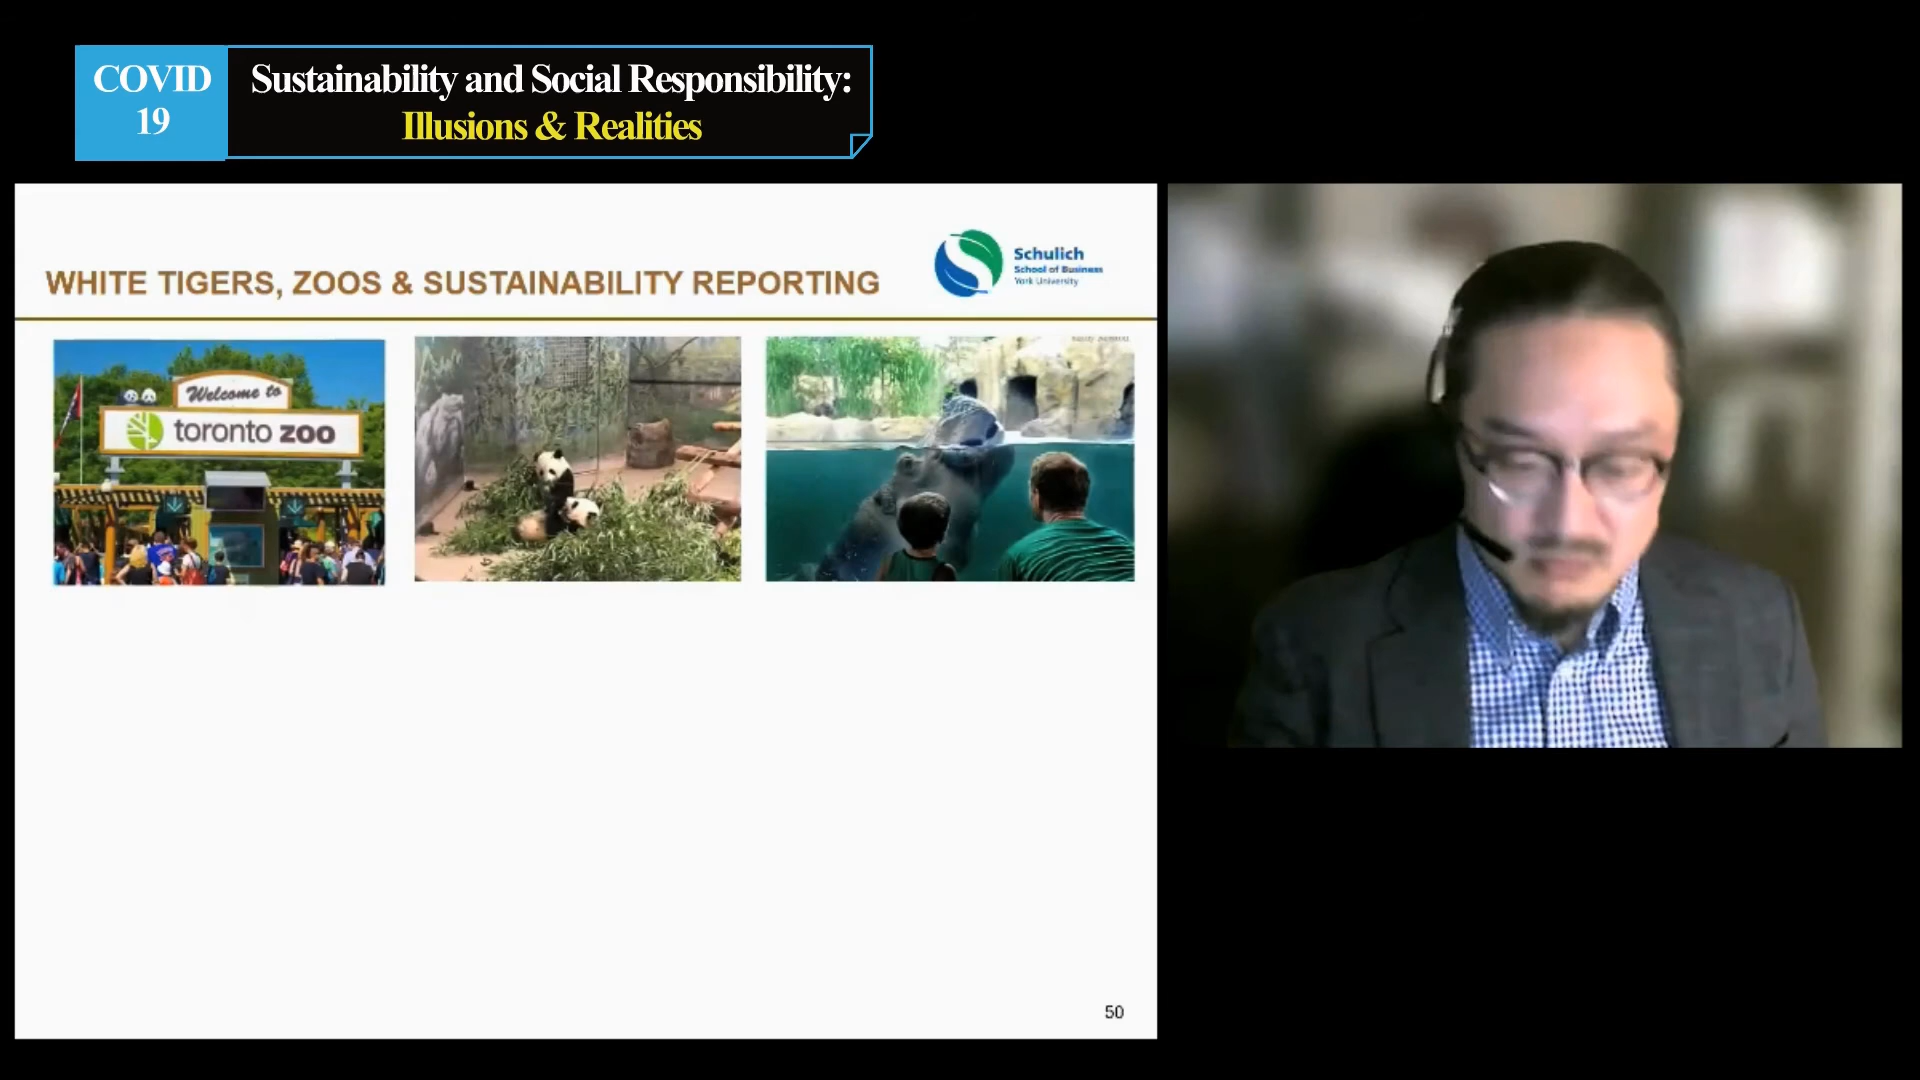 COVID
19
Sustainability and Social Responsibility:
Illusions & Realities
WHITE TIGERS, ZOOS & SUSTAINABILITY REPORTING
Schulich
School of Business
York University
Welcome to
toronto zoo
50